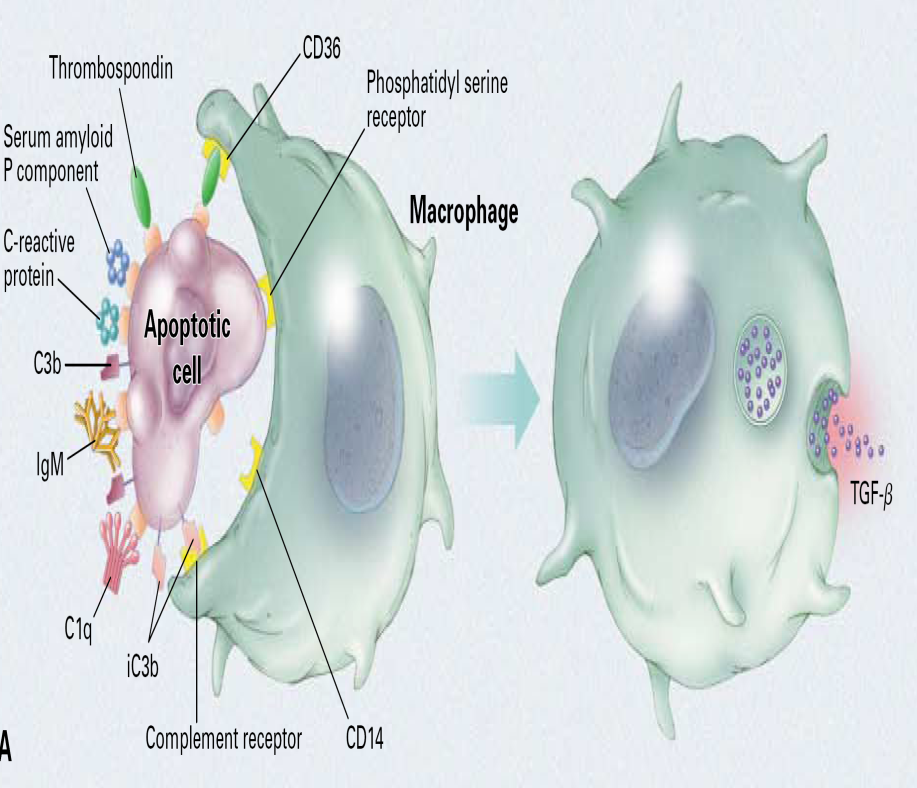 CD36
Thrombospondin
Phosphatidyl serine
receptor
Serum amyloid
P component
Macrophage
C-reactive
protein
Apoptotic
cell
C3b
IgM
TGF-β
C1q
iC3b
Complement receptor
CD14
A